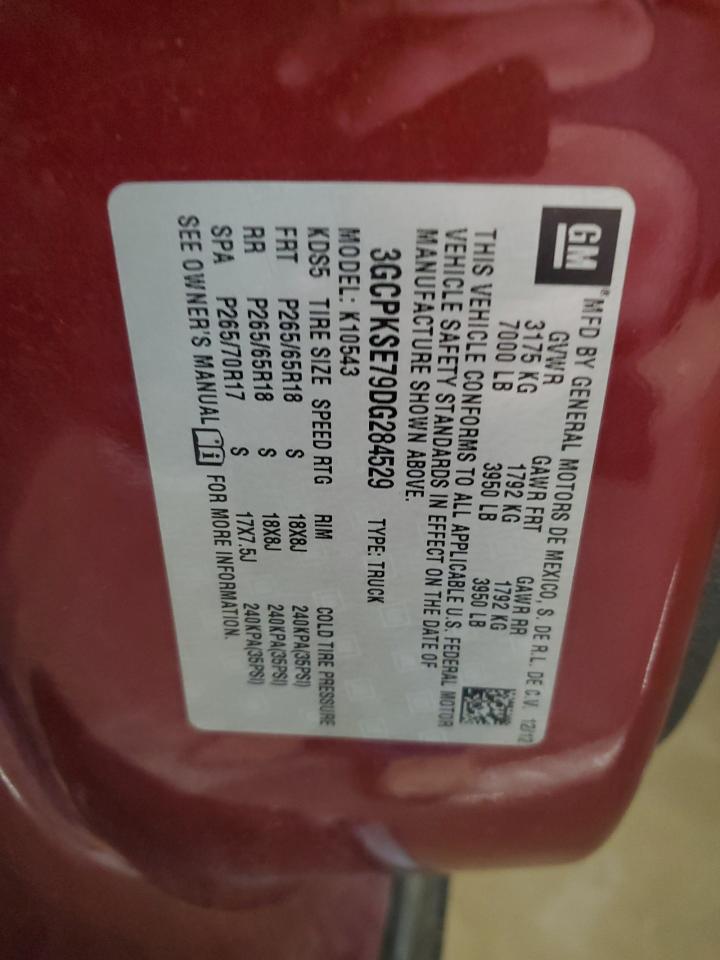 GM ® MFD BY GENERAL MOTORS DE MEXICO, S. DE R.L. DE C.V. 12/12
GVWR GAWR FRT GAWR RR
3175 KG 1792 KG 1792 KG
7000 LB 3950 LB 3950 LB
THIS VEHICLE CONFORMS TO ALL APPLICABLE U.S. FEDERAL MOTOR
VEHICLE SAFETY STANDARDS IN EFFECT ON THE DATE OF
MANUFACTURE SHOWN ABOVE.
3GCPKSE79DG284529 TYPE: TRUCK
MODEL: K10543
KDS5 TIRE SIZE SPEED RTG RIM COLD TIRE PRESSURE
FRT P265/65R18 S 18X8J 240KPA(35PSI)
RR P265/65R18 S 18X8J 240KPA(35PSI)
SPA P265/70R17 S 17X7.5J 240KPA(35PSI)
SEE OWNER'S MANUAL FOR MORE INFORMATION.